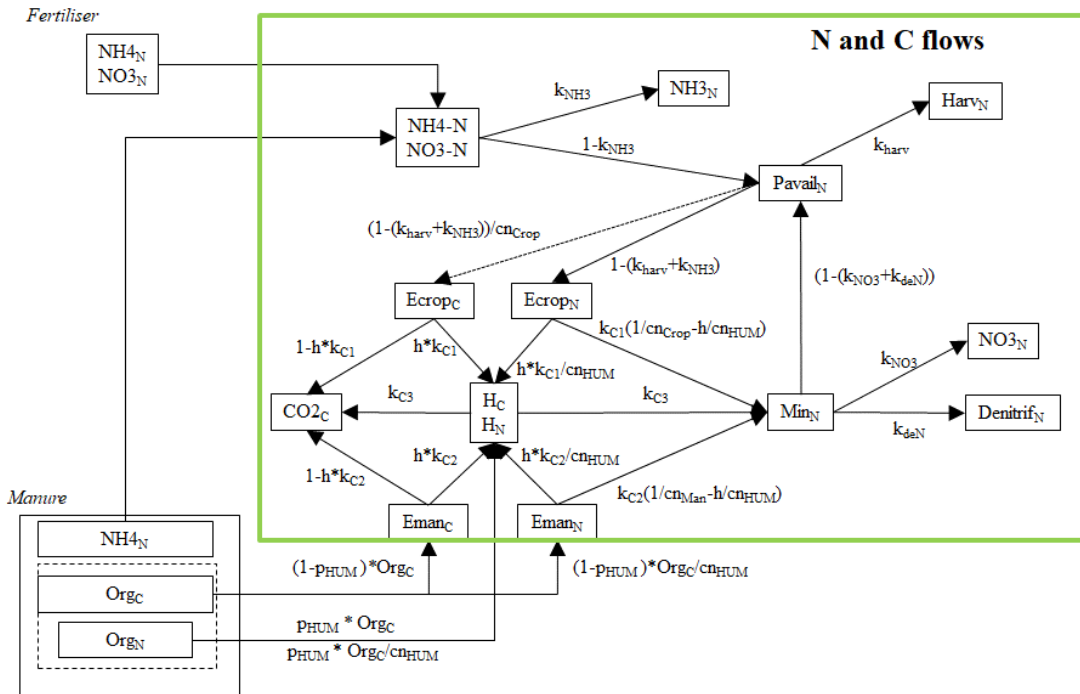 Fertiliser
N and C flows
NH4N
NO3N
kNH3
NH3N
HarvN
NH4-N
NO3-N
1-kNH3
kharv
PavailN
(1-(kharv+kNH3))/cnCrop
1-(kharv+kNH3)
(1-(kNO3+kdeN))
EcropC
EcropN
kC1(1/cnCrop-h/cnHUM)
1-h*kC1
h*kC1
h*kC1/cnHUM
kNO3
NO3N
CO2C
kC3
HC
HN
kC3
MinN
DenitrifN
kdeN
1-h*kC2
h*kC2
h*kC2/cnHUM
kC2(1/cnMan-h/cnHUM)
Manure
EmanC
EmanN
NH4N
(1-pHUM)*OrgC
(1-pHUM)*OrgC/cnHUM
OrgC
OrgN
pHUM * OrgC
pHUM * OrgC/cnHUM